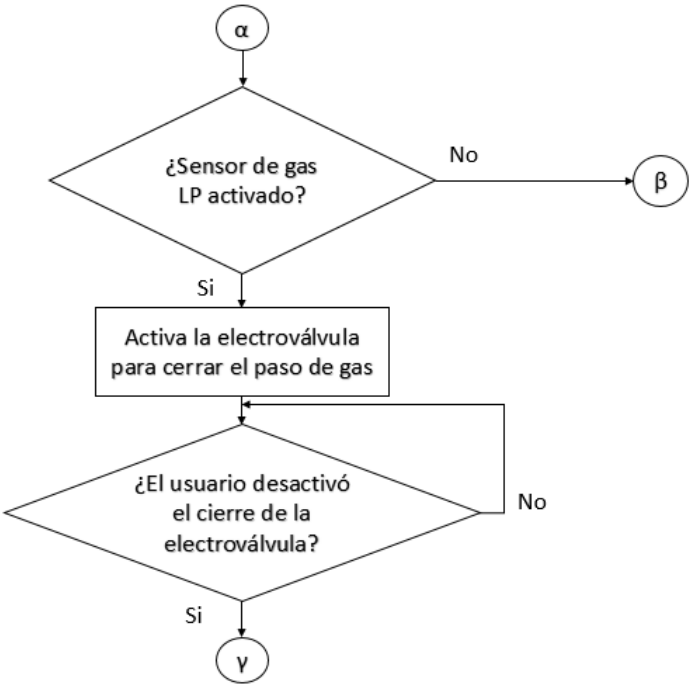 α
¿Sensor de gas
LP activado?
No
β
Si
Activa la electroválvula
para cerrar el paso de gas
¿El usuario desactivó
el cierre de la
electroválvula?
No
Si
γ